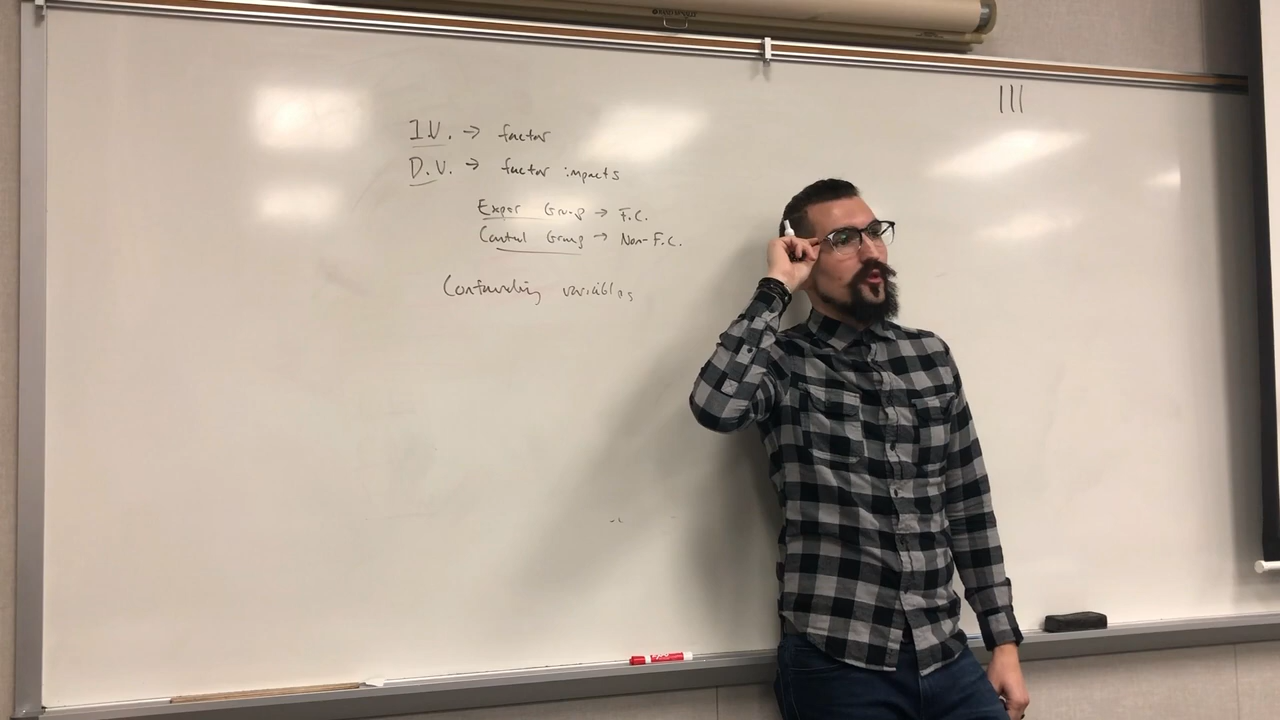 I.V. → factor
D.V. → factor impacts
Exper Group → F.C.
Control Group → Non-F.C.
Confounding variables